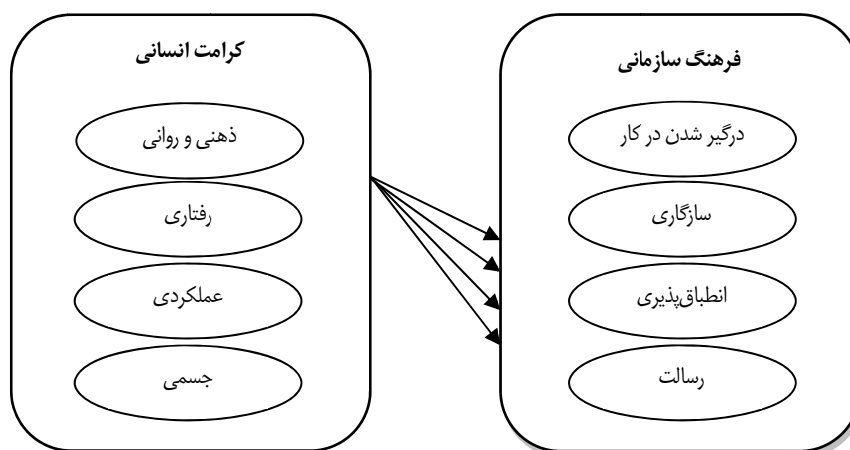 کرامت انسانی
ذهنی و روانی
رفتاری
عملکردی
جسمی
فرهنگ سازمانی
درگیر شدن در کار
سازگاری
انطباق‌پذیری
رسالت